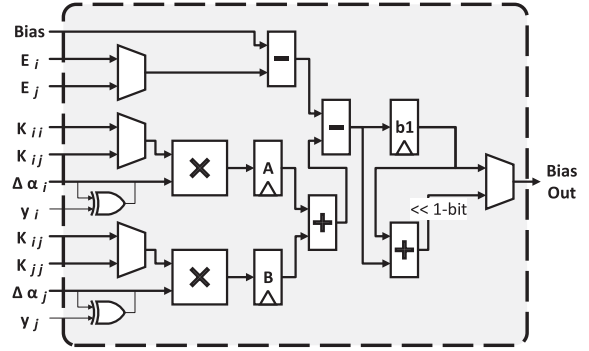 Bias
E i
E j
K i i
K i j
Δ α i
y i
K i j
K j j
Δ α j
y j
A
B
b1
<< 1-bit
Bias
Out